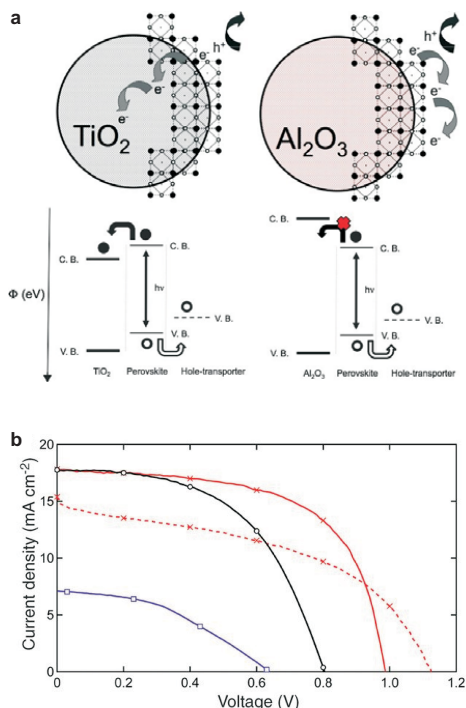 a
h⁺
e⁻
e⁻
e⁻
TiO₂
h⁺
e⁻
e⁻
e⁻
Al₂O₃
Φ (eV)
C. B.
C. B.
hν
V. B.
V. B.
V. B.
TiO₂ Perovskite Hole-transporter
C. B.
C. B.
hν
V. B.
V. B.
V. B.
Al₂O₃ Perovskite Hole-transporter
b
Current density (mA cm⁻²)
20
15
10
5
0
0 0.2 0.4 0.6 0.8 1.0 1.2
Voltage (V)